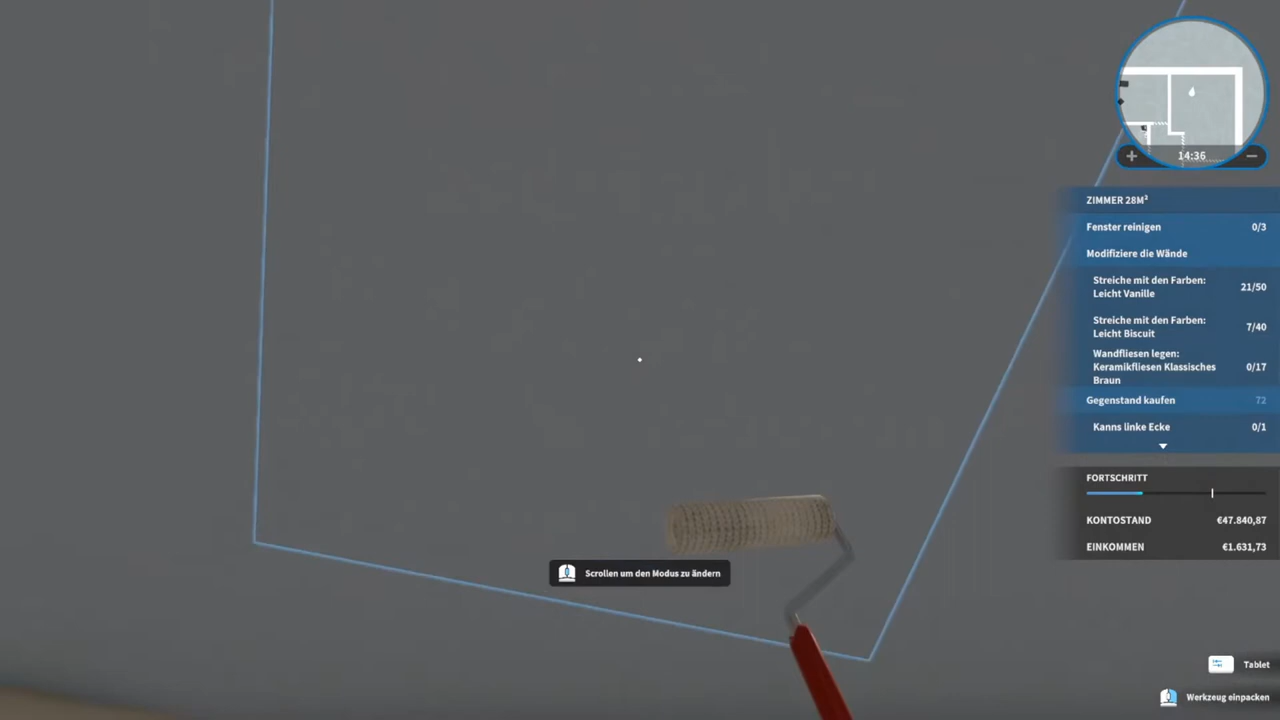 14:36
ZIMMER 28M²
Fenster reinigen 0/3
Modifiziere die Wände
Streiche mit den Farben:
Leicht Vanille 21/50
Streiche mit den Farben:
Leicht Biscuit 7/40
Wandfliesen legen:
Keramikfliesen Klassisches 0/17
Braun
Gegenstand kaufen 72
Kanns linke Ecke 0/1
FORTSCHRITT
KONTOSTAND €47.840,87
EINKOMMEN €1.631,73
Scrollen um den Modus zu ändern
Tablet
Werkzeug einpacken